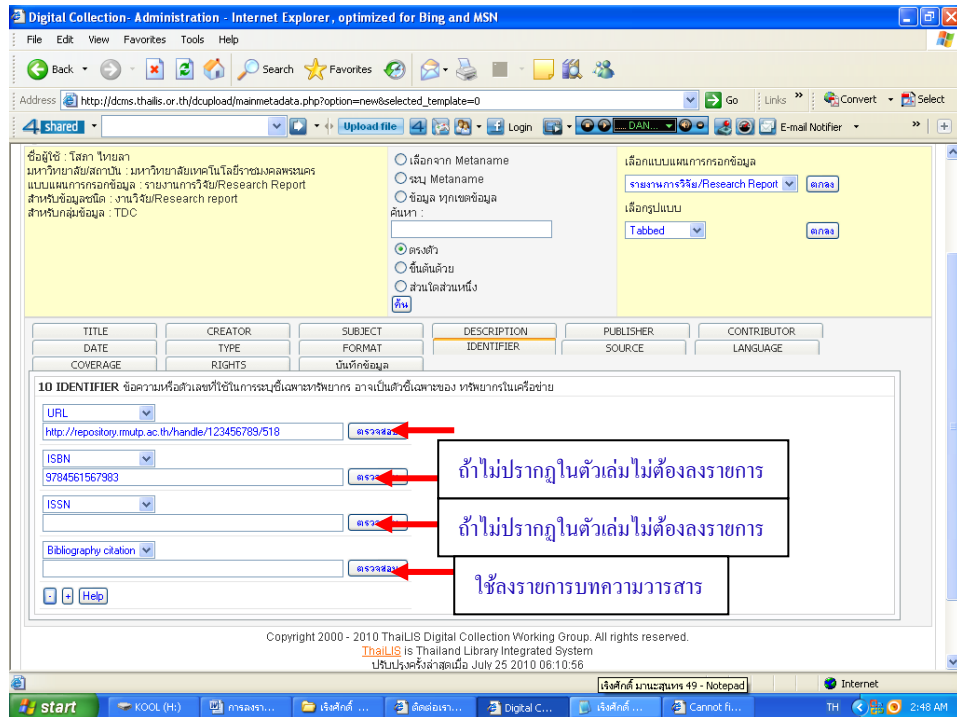 Digital Collection- Administration - Internet Explorer, optimized for Bing and MSN
File Edit View Favorites Tools Help
Back Search Favorites
Address http://dcms.thailis.or.th/dcupload/mainmetadata.php?option=new&selected_template=0 Go Links » Convert Select
4 shared Upload file Login DAN... E-mail Notifier »
ชื่อผู้ใช้ : โสภา ไทยลา
มหาวิทยาลัย/สถาบัน : มหาวิทยาลัยเทคโนโลยีราชมงคลพระนคร
แบบแผนการกรอกข้อมูล : รายงานการวิจัย/Research Report
สำหรับข้อมูลชนิด : งานวิจัย/Research report
สำหรับกลุ่มข้อมูล : TDC
เลือกจาก Metaname
ระบุ Metaname
ข้อมูล ทุกเขตข้อมูล
ค้นหา :
ตรงตัว
ขึ้นต้นด้วย
ส่วนใดส่วนหนึ่ง
ค้น
เลือกแบบแผนการกรอกข้อมูล
รายงานการวิจัย/Research Report ตกลง
เลือกรูปแบบ
Tabbed ตกลง
TITLE CREATOR SUBJECT DESCRIPTION PUBLISHER CONTRIBUTOR
DATE TYPE FORMAT IDENTIFIER SOURCE LANGUAGE
COVERAGE RIGHTS บันทึกข้อมูล
10 IDENTIFIER ข้อความหรือตัวเลขที่ใช้ในการระบุชี้เฉพาะทรัพยากร อาจเป็นตัวชี้เฉพาะของ ทรัพยากรในเครือข่าย
URL
http://repository.rmutp.ac.th/handle/123456789/518
ISBN
9784561567983
ถ้าไม่ปรากฏในตัวเล่มไม่ต้องลงรายการ
ISSN
ถ้าไม่ปรากฏในตัวเล่มไม่ต้องลงรายการ
Bibliography citation
ใช้ลงรายการบทความวารสาร
- + Help
Copyright 2000 - 2010 ThaiLIS Digital Collection Working Group. All rights reserved.
ThaiLIS is Thailand Library Integrated System
ปรับปรุงครั้งล่าสุดเมื่อ July 25 2010 06:10:56
เจิงศักดิ์ มานะสุนทร 49 - Notepad
Internet
start KOOL (H:) การลงรา... เจิงศักดิ์ ... ติดต่อเรา... Digital C... เจิงศักดิ์ ... Cannot fi... TH 2:48 AM